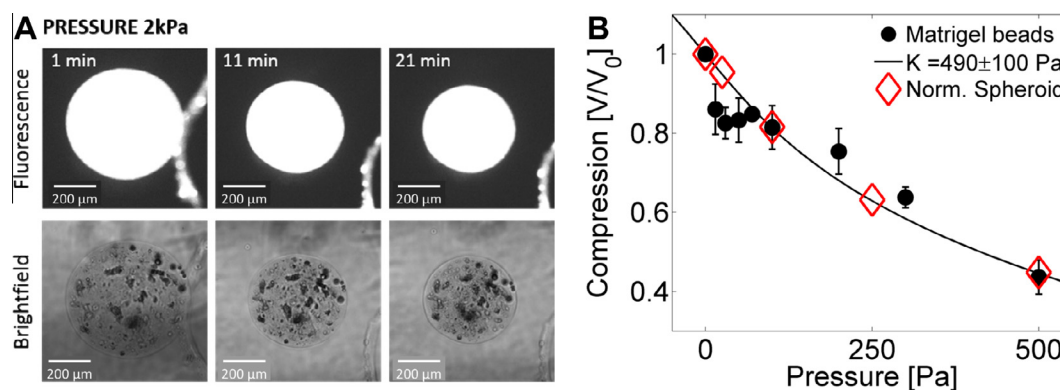 A PRESSURE 2kPa
Fluorescence
1 min
11 min
21 min
200 µm
200 µm
200 µm
Brightfield
200 µm
200 µm
200 µm
B
Compression [V/V0]
1
0.8
0.6
0.4
Matrigel beads
K =490±100 Pa
Norm. Spheroid
0
250
500
Pressure [Pa]